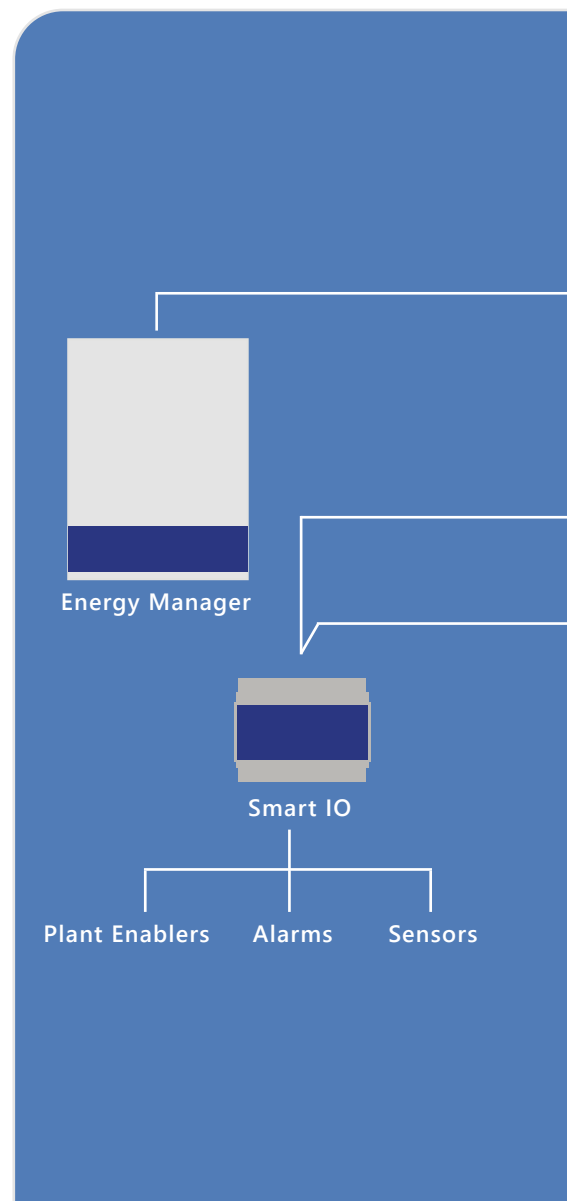 Energy Manager
Smart IO
Plant Enablers
Alarms
Sensors